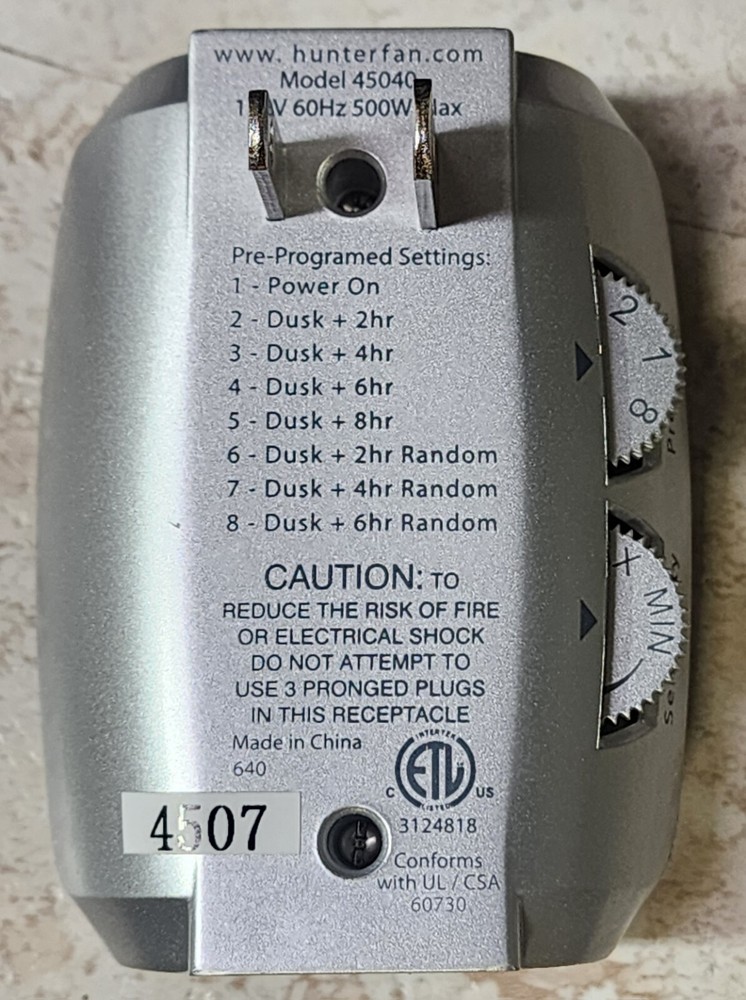 www. hunterfan.com
Model 45040
60Hz 500W
Pre-Programed Settings:
1 - Power On
2 - Dusk + 2hr
3 - Dusk + 4hr
4 - Dusk + 6hr
5 - Dusk + 8hr
6 - Dusk + 2hr Random
7 - Dusk + 4hr Random
8 - Dusk + 6hr Random
2
1
8
CAUTION: TO
REDUCE THE RISK OF FIRE
OR ELECTRICAL SHOCK
DO NOT ATTEMPT TO
USE 3 PRONGED PLUGS
IN THIS RECEPTACLE
MIN
Made in China
640
INTERTEK
ETL
LISTED
C US
3124818
4507
Conforms
with UL / CSA
60730